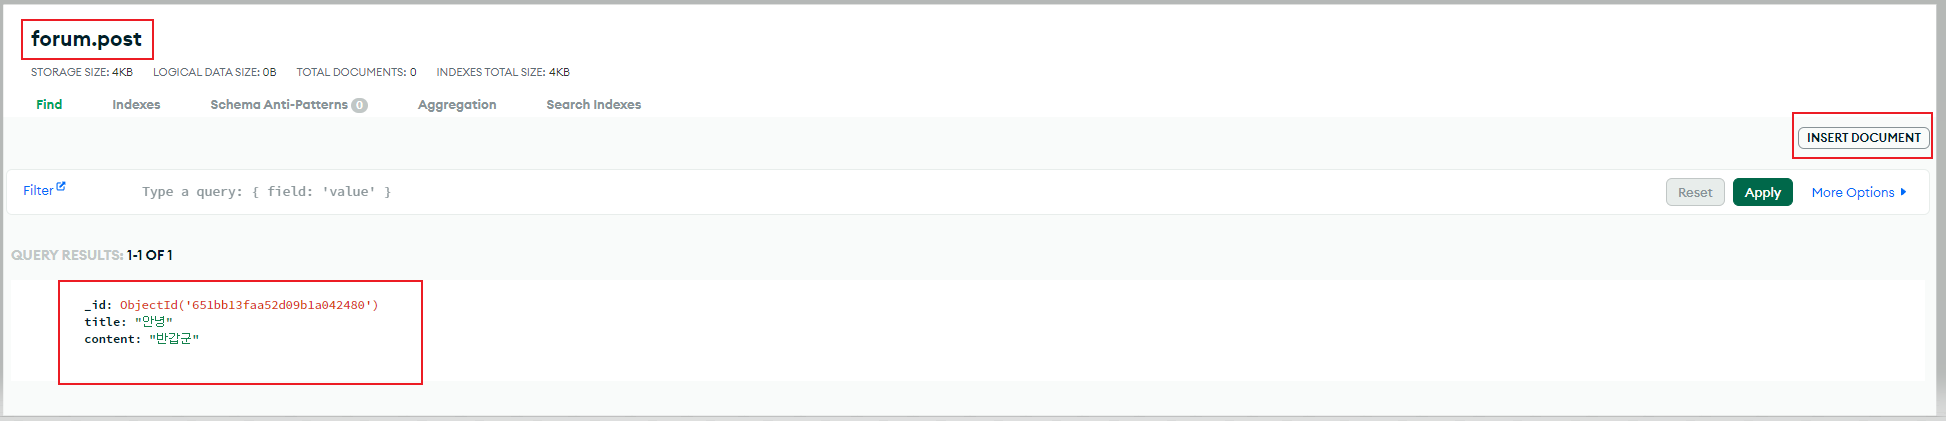 forum.post
STORAGE SIZE: 4KB LOGICAL DATA SIZE: 0B TOTAL DOCUMENTS: 0 INDEXES TOTAL SIZE: 4KB
Find Indexes Schema Anti-Patterns 0 Aggregation Search Indexes
INSERT DOCUMENT
Filter Type a query: { field: 'value' } Reset Apply More Options
QUERY RESULTS: 1-1 OF 1
_id: ObjectId('651bb13faa52d09b1a042480')
title: "안녕"
content: "반갑군"